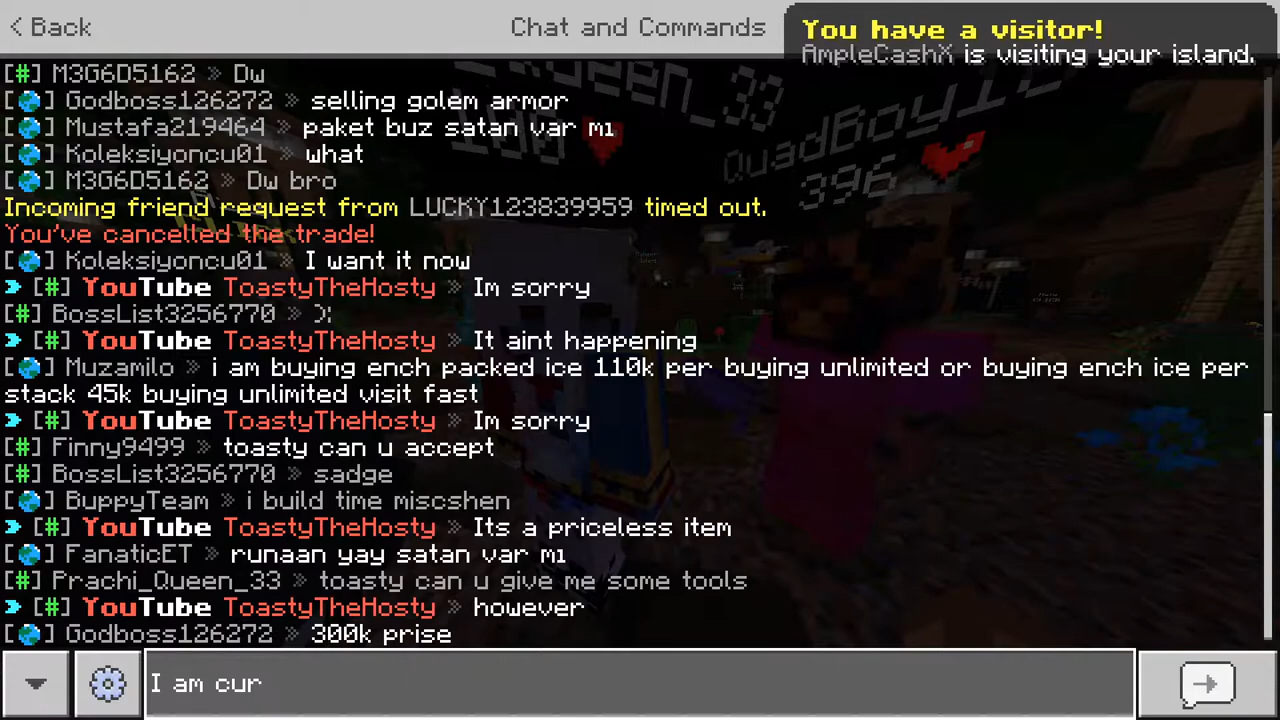 < Back
Chat and Commands
You have a visitor!
AmpleCashX is visiting your island.
[#] M3G6D5162 » Dw
[🌎] Godboss126272 » selling golem armor
[🌎] Mustafa219464 » paket buz satan var mı
[🌎] Koleksiyoncu01 » what
[🌎] M3G6D5162 » Dw bro
Incoming friend request from LUCKY123839959 timed out.
You've cancelled the trade!
[🌎] Koleksiyoncu01 » I want it now
[#] YouTube ToastyTheHosty » Im sorry
[#] BossList3256770 » ):
[#] YouTube ToastyTheHosty » It aint happening
[🌎] Muzamilo » i am buying ench packed ice 110k per buying unlimited or buying ench ice per
stack 45k buying unlimited visit fast
[#] YouTube ToastyTheHosty » Im sorry
[#] Finny9499 » toasty can u accept
[#] BossList3256770 » sadge
[🌎] BuppyTeam » i build time miscshen
[#] YouTube ToastyTheHosty » Its a priceless item
[🌎] FanaticET » runaan yay satan var mı
[#] Prachi_Queen_33 » toasty can u give me some tools
[#] YouTube ToastyTheHosty » however
[🌎] Godboss126272 » 300k prise
een_33
100
396
I am cur